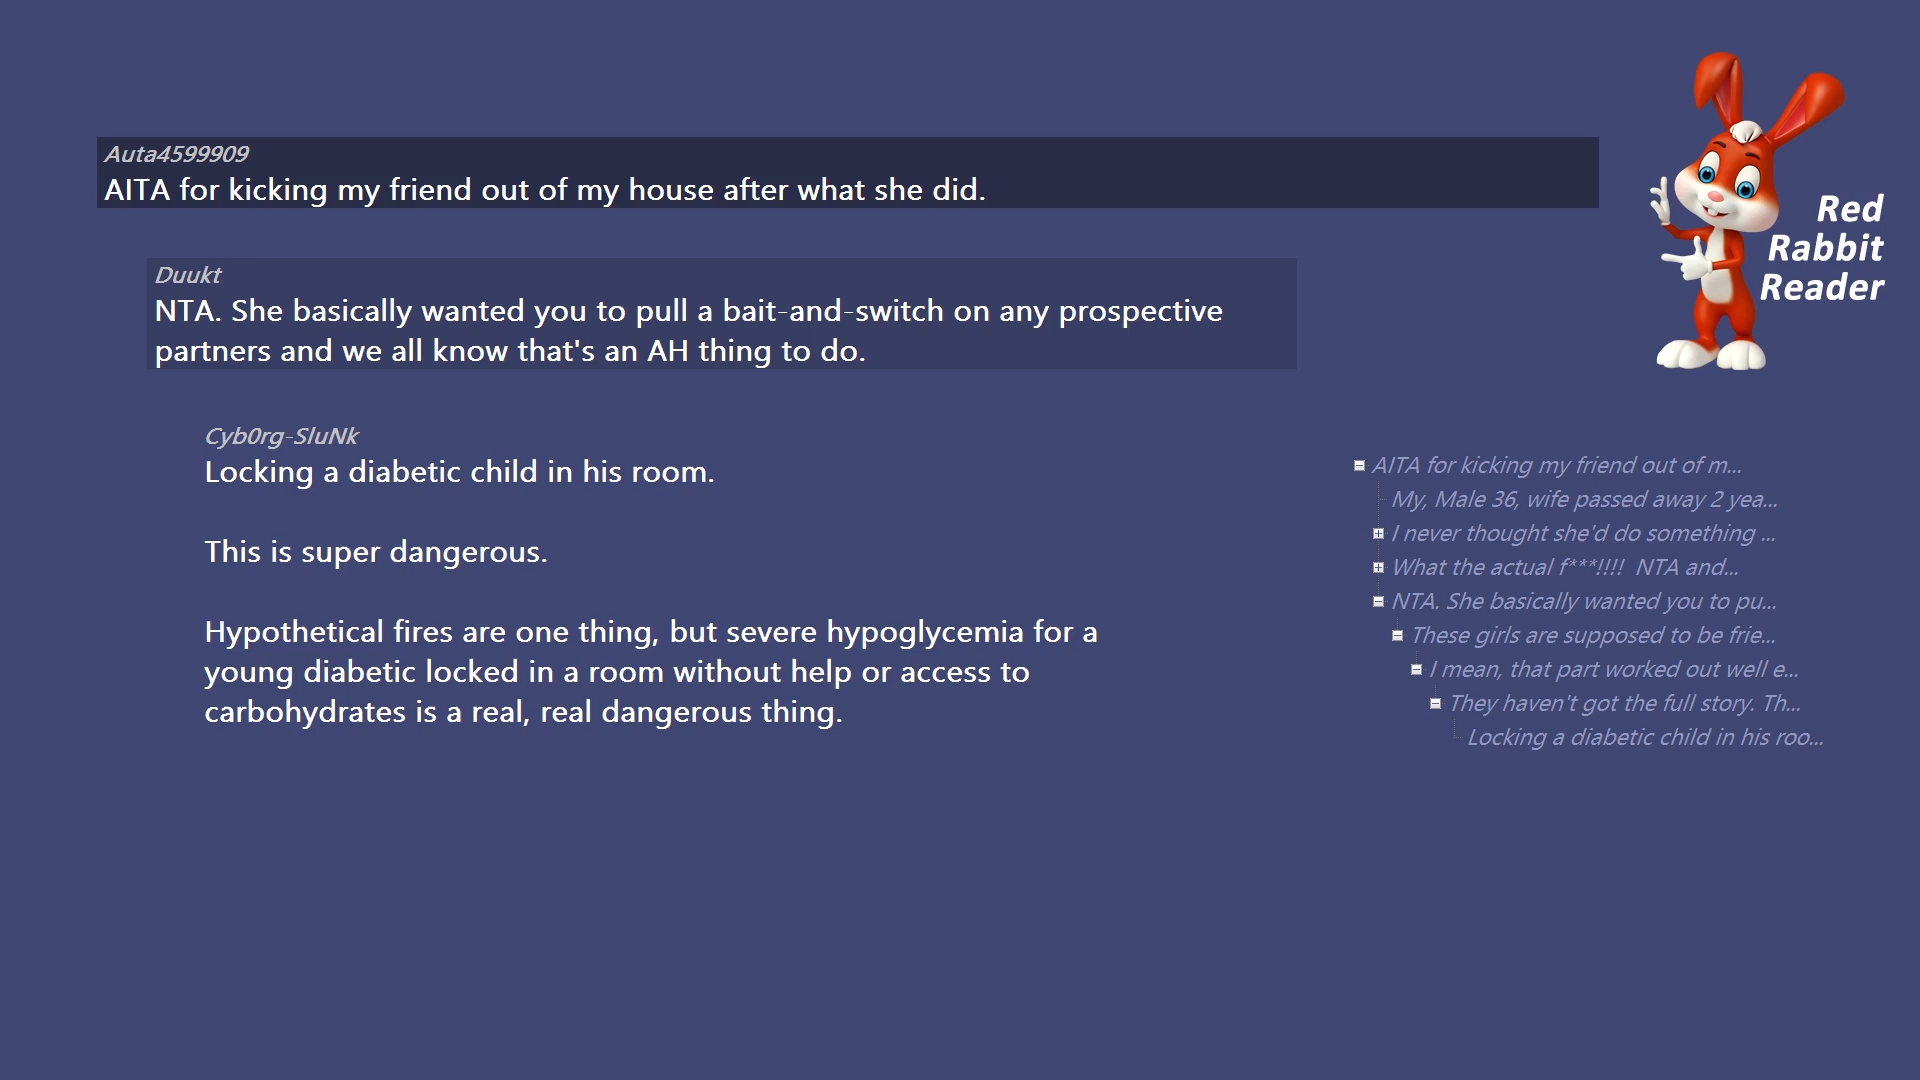 Auta4599909
AITA for kicking my friend out of my house after what she did.
Duukt
NTA. She basically wanted you to pull a bait-and-switch on any prospective
partners and we all know that's an AH thing to do.
Cyb0rg-SluNk
Locking a diabetic child in his room.
This is super dangerous.
Hypothetical fires are one thing, but severe hypoglycemia for a
young diabetic locked in a room without help or access to
carbohydrates is a real, real dangerous thing.
Red
Rabbit
Reader
AITA for kicking my friend out of m...
My, Male 36, wife passed away 2 yea...
I never thought she'd do something ...
What the actual f***!!!!  NTA and...
NTA. She basically wanted you to pu...
These girls are supposed to be frie...
I mean, that part worked out well e...
They haven't got the full story. Th...
Locking a diabetic child in his roo...